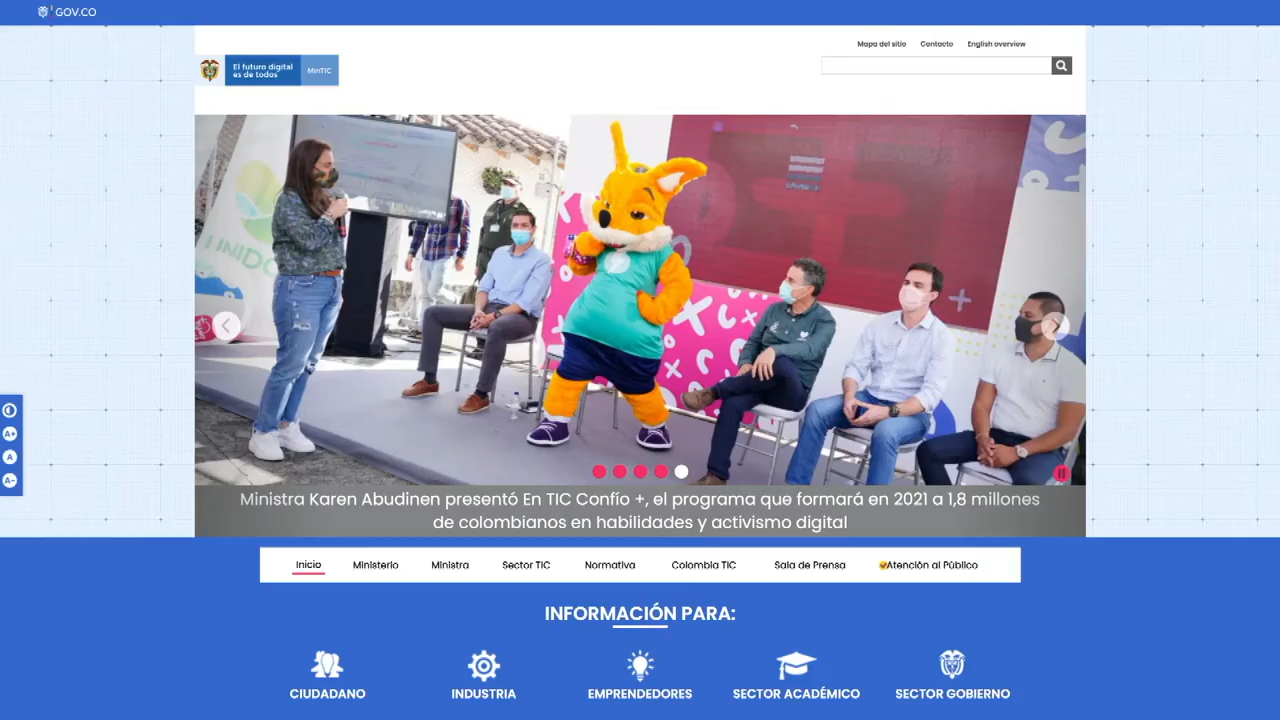 GOV.CO
Mapa del sitio Contacto English overview
El futuro digital
es de todos
MinTIC
Ministra Karen Abudinen presentó En TIC Confío +, el programa que formará en 2021 a 1,8 millones
de colombianos en habilidades y activismo digital
A+
A
A-
Inicio Ministerio Ministra Sector TIC Normativa Colombia TIC Sala de Prensa Atención al Público
INFORMACIÓN PARA:
CIUDADANO INDUSTRIA EMPRENDEDORES SECTOR ACADÉMICO SECTOR GOBIERNO